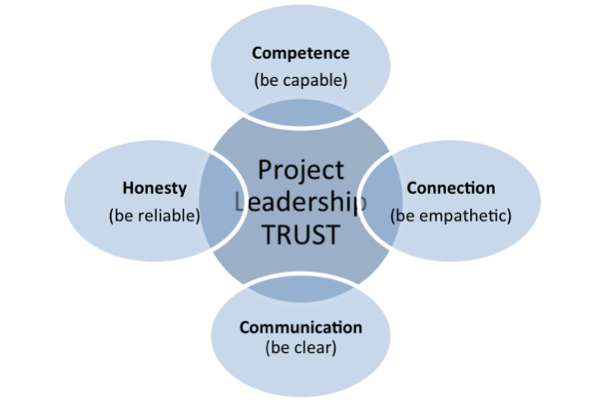 Competence
(be capable)
Honesty
(be reliable)
Project
Leadership
TRUST
Connection
(be empathetic)
Communication
(be clear)